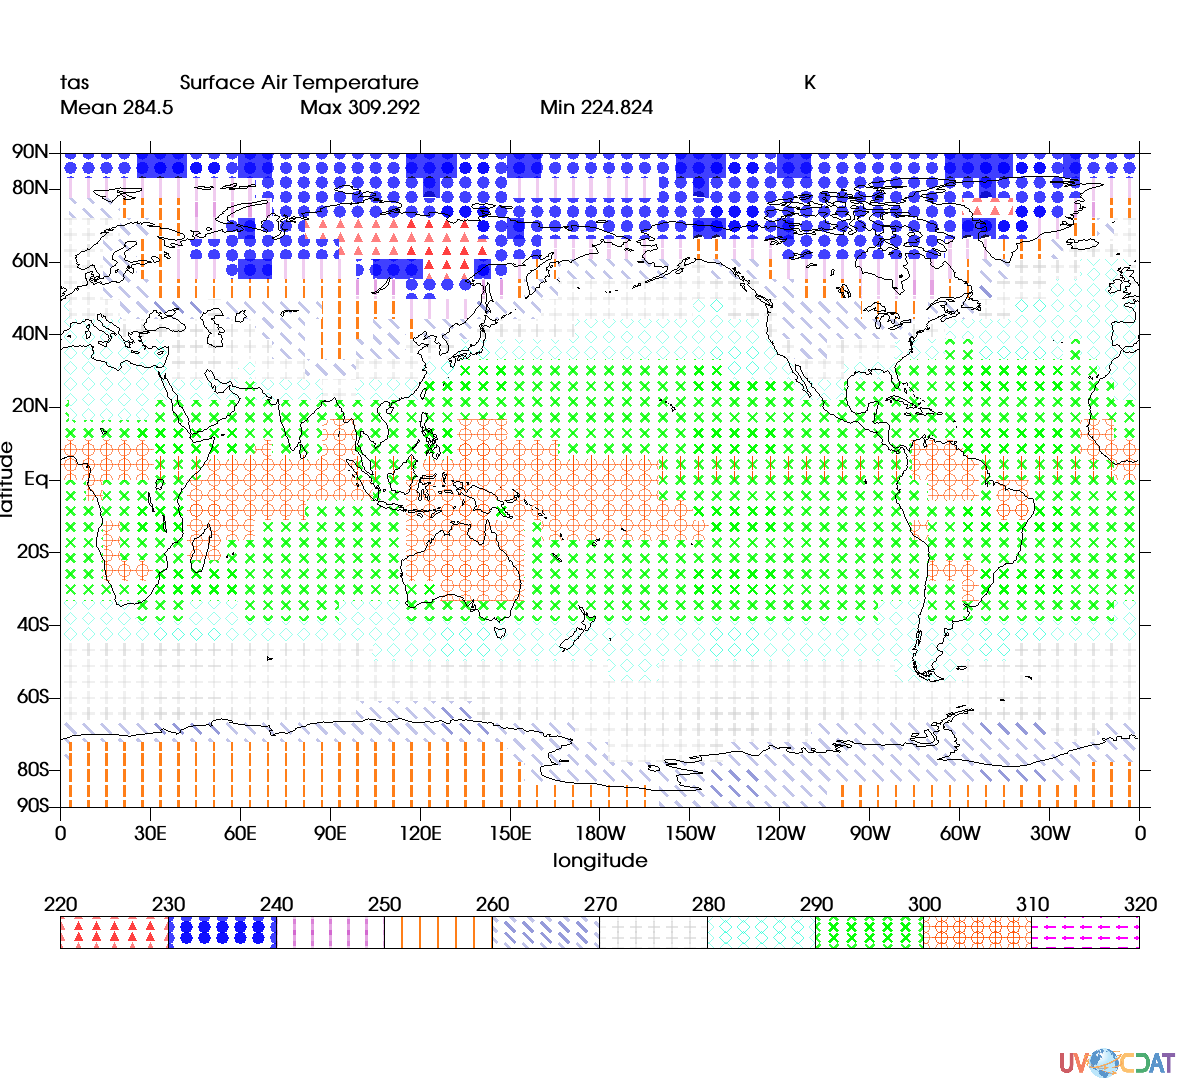 tas Surface Air Temperature K
Mean 284.5 Max 309.292 Min 224.824
90N
80N
60N
40N
20N
Eq
20S
40S
60S
80S
90S
latitude
0 30E 60E 90E 120E 150E 180W 150W 120W 90W 60W 30W 0
longitude
220 230 240 250 260 270 280 290 300 310 320
UV CDAT